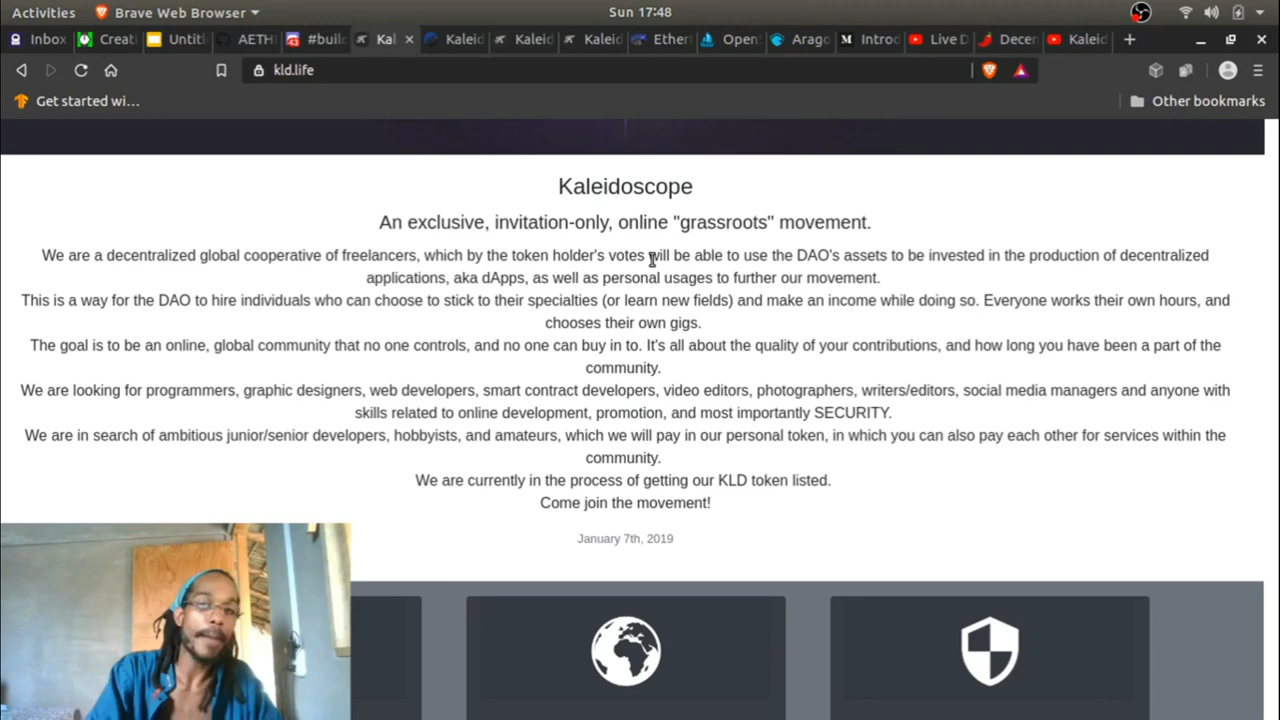 Activities
Brave Web Browser
Sun 17:48
Inbox
Creati
Untitl
AETHI
#buil
Kal
Kaleid
Kaleid
Kaleid
Ether
Open
Arago
Introd
Live D
Decen
Kaleid
kld.life
Get started wi...
Other bookmarks
Kaleidoscope
An exclusive, invitation-only, online "grassroots" movement.
We are a decentralized global cooperative of freelancers, which by the token holder's votes will be able to use the DAO's assets to be invested in the production of decentralized
applications, aka dApps, as well as personal usages to further our movement.
This is a way for the DAO to hire individuals who can choose to stick to their specialties (or learn new fields) and make an income while doing so. Everyone works their own hours, and
chooses their own gigs.
The goal is to be an online, global community that no one controls, and no one can buy in to. It's all about the quality of your contributions, and how long you have been a part of the
community.
We are looking for programmers, graphic designers, web developers, smart contract developers, video editors, photographers, writers/editors, social media managers and anyone with
skills related to online development, promotion, and most importantly SECURITY.
We are in search of ambitious junior/senior developers, hobbyists, and amateurs, which we will pay in our personal token, in which you can also pay each other for services within the
community.
We are currently in the process of getting our KLD token listed.
Come join the movement!
January 7th, 2019